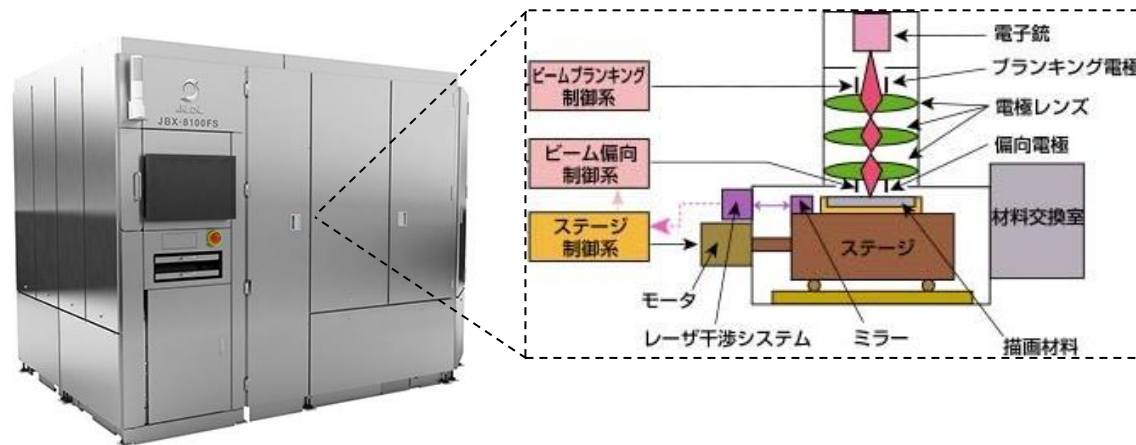 JEOL
JBX-8100FS
電子銃
ビームブランキング
制御系
ブランキング電極
電極レンズ
ビーム偏向
制御系
偏向電極
材料交換室
ステージ
制御系
ステージ
モータ
レーザ干渉システム
ミラー
描画材料